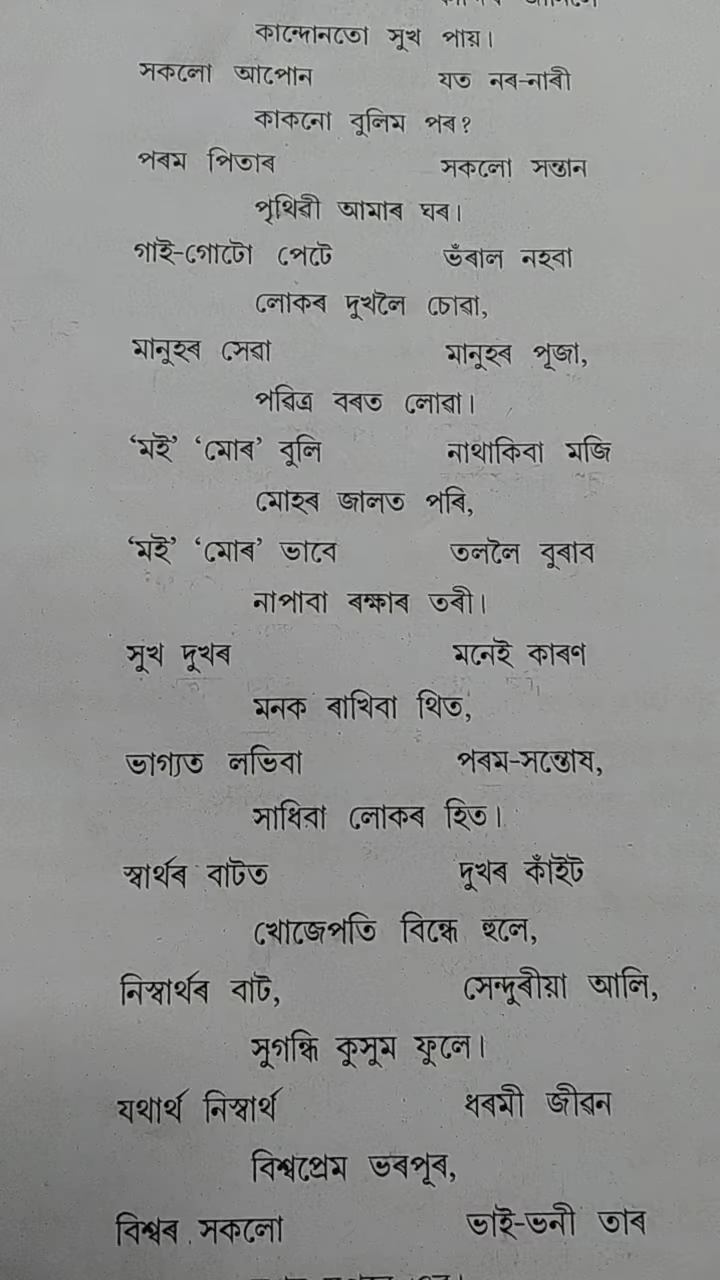 কান্দোনতো সুখ পায়।
সকলো আপোন যত নৰ-নাৰী
কাকনো বুলিম পৰ?
পৰম পিতাৰ সকলো সন্তান
পৃথিৱী আমাৰ ঘৰ।
গাই-গোটো পেটে ভঁৰাল নহবা
লোকৰ দুখলৈ চোৱা,
মানুহৰ সেৱা মানুহৰ পূজা,
পৱিত্ৰ বৰত লোৱা।
‘মই’ ‘মোৰ’ বুলি নাথাকিবা মজি
মোহৰ জালত পৰি,
‘মই’ ‘মোৰ’ ভাবে তললৈ বুৰাব
নাপাবা ৰক্ষাৰ তৰী।
সুখ দুখৰ মনেই কাৰণ
মনক ৰাখিবা থিত,
ভাগ্যত লভিবা পৰম-সন্তোষ,
সাধিৱা লোকৰ হিত।
স্বাৰ্থৰ বাটত দুখৰ কাঁইট
খোজেপতি বিন্ধে হুলে,
নিস্বাৰ্থৰ বাট, সেন্দুৰীয়া আলি,
সুগন্ধি কুসুম ফুলে।
যথাৰ্থ নিস্বাৰ্থ ধৰমী জীৱন
বিশ্বপ্ৰেম ভৰপূৰ,
বিশ্বৰ সকলো ভাই-ভনী তাৰ